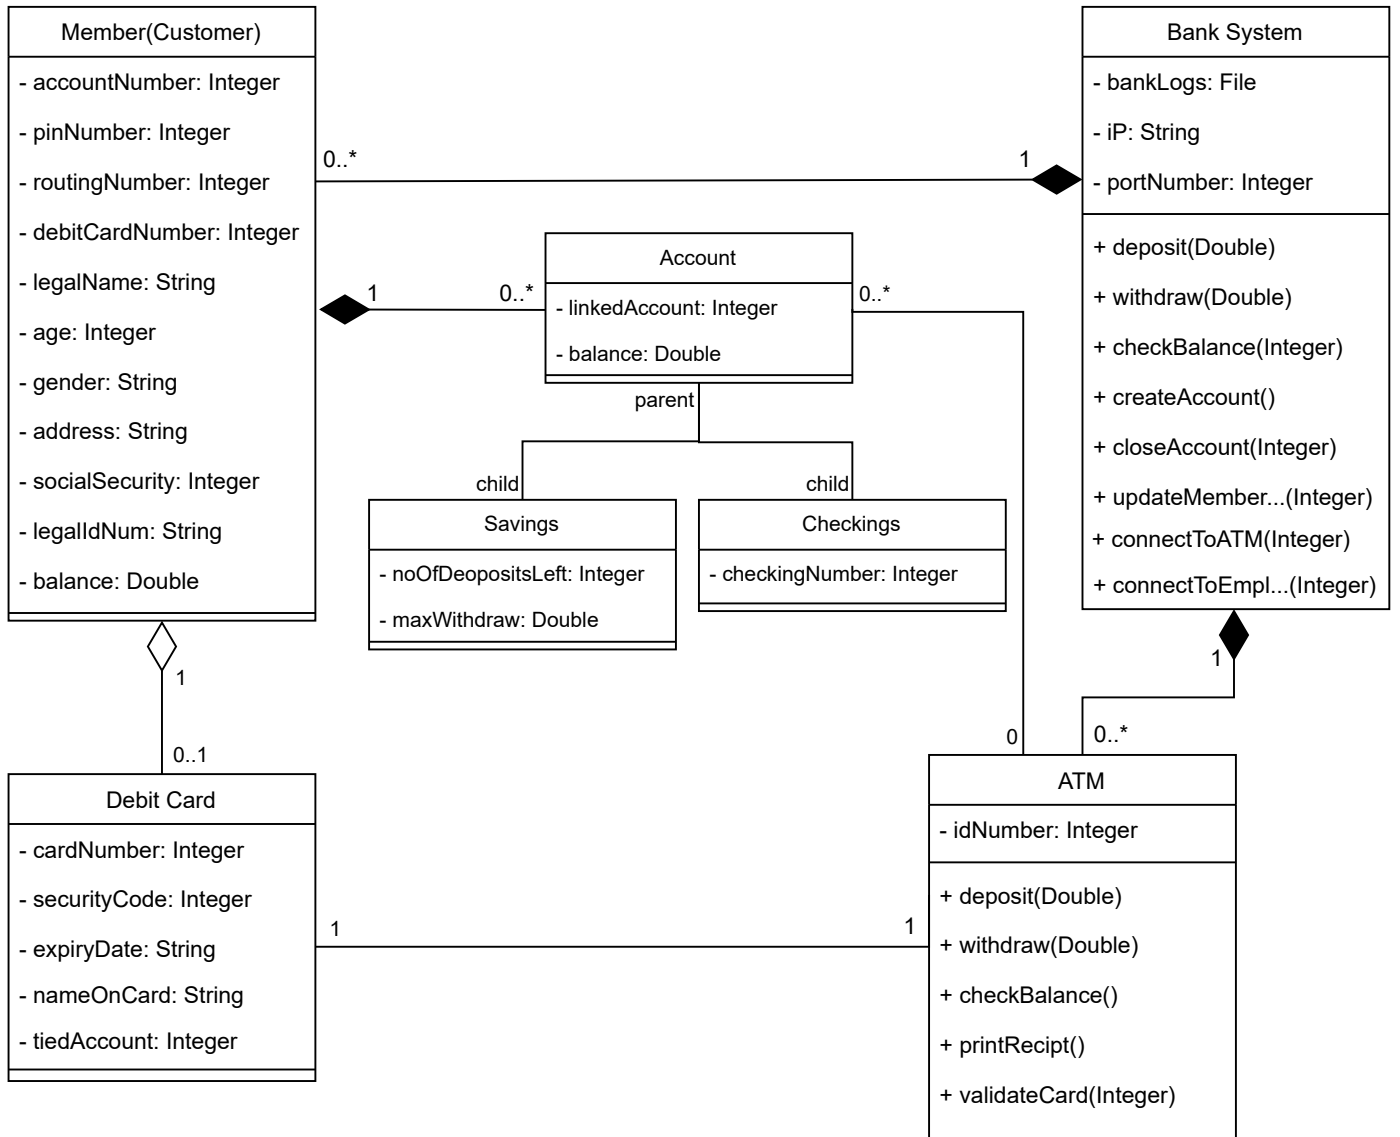 Member(Customer)
- accountNumber: Integer
- pinNumber: Integer
- routingNumber: Integer
- debitCardNumber: Integer
- legalName: String
- age: Integer
- gender: String
- address: String
- socialSecurity: Integer
- legalIdNum: String
- balance: Double
0..*
1
Bank System
- bankLogs: File
- iP: String
- portNumber: Integer
+ deposit(Double)
+ withdraw(Double)
+ checkBalance(Integer)
+ createAccount()
+ closeAccount(Integer)
+ updateMember...(Integer)
+ connectToATM(Integer)
+ connectToEmpl...(Integer)
1
0..*
Account
- linkedAccount: Integer
- balance: Double
0..*
parent
child
child
Savings
- noOfDeopositsLeft: Integer
- maxWithdraw: Double
Checkings
- checkingNumber: Integer
1
0..1
1
0
0..*
Debit Card
- cardNumber: Integer
- securityCode: Integer
- expiryDate: String
- nameOnCard: String
- tiedAccount: Integer
1
1
ATM
- idNumber: Integer
+ deposit(Double)
+ withdraw(Double)
+ checkBalance()
+ printRecipt()
+ validateCard(Integer)